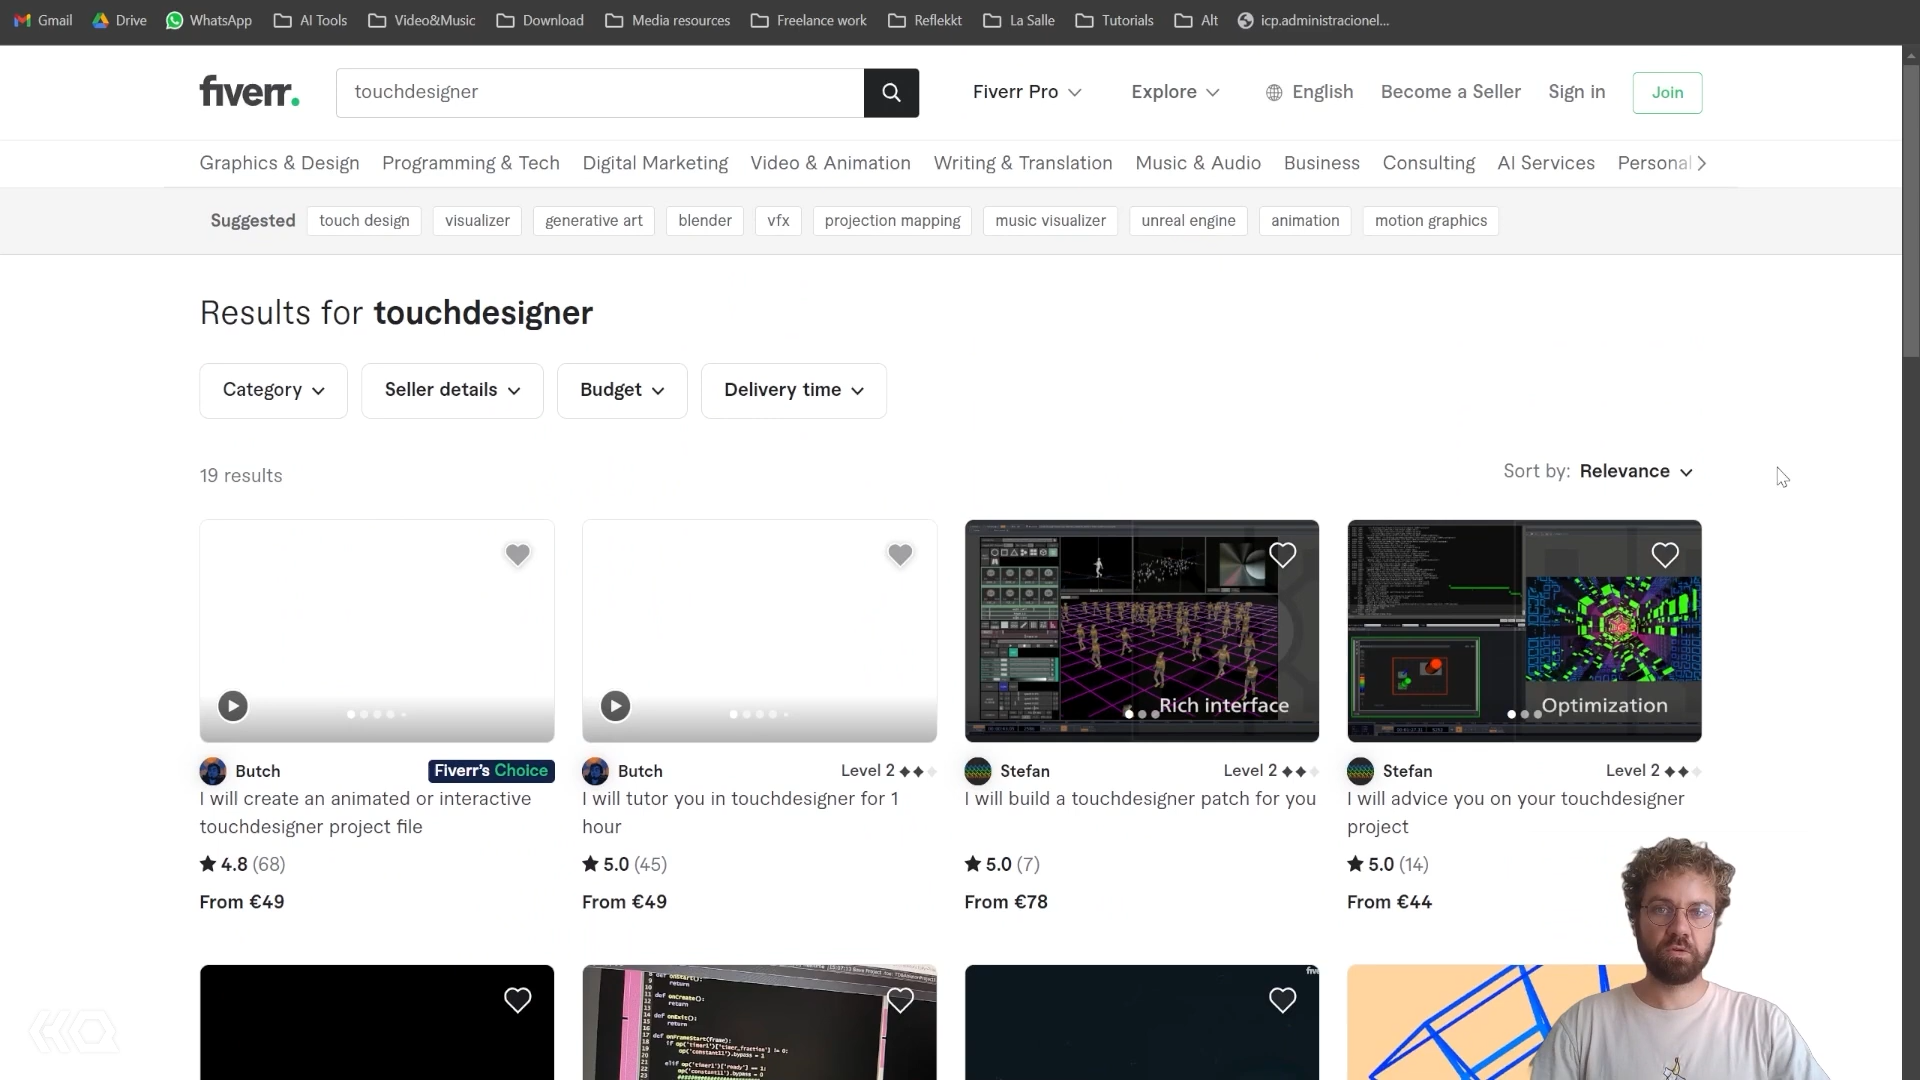 Gmail Drive WhatsApp AI Tools Video&Music Download Media resources Freelance work Reflekkt La Salle Tutorials Alt icp.administracionel...
fiverr. touchdesigner Fiverr Pro Explore English Become a Seller Sign in Join
Graphics & Design Programming & Tech Digital Marketing Video & Animation Writing & Translation Music & Audio Business Consulting AI Services Personal
Suggested touch design visualizer generative art blender vfx projection mapping music visualizer unreal engine animation motion graphics
Results for touchdesigner
Category Seller details Budget Delivery time
19 results Sort by: Relevance
Rich interface Optimization
Butch Fiverr's Choice Butch Level 2 Stefan Level 2 Stefan Level 2
I will create an animated or interactive I will tutor you in touchdesigner for 1 I will build a touchdesigner patch for you I will advice you on your touchdesigner
touchdesigner project file hour project
4.8 (68) 5.0 (45) 5.0 (7) 5.0 (14)
From €49 From €49 From €78 From €44